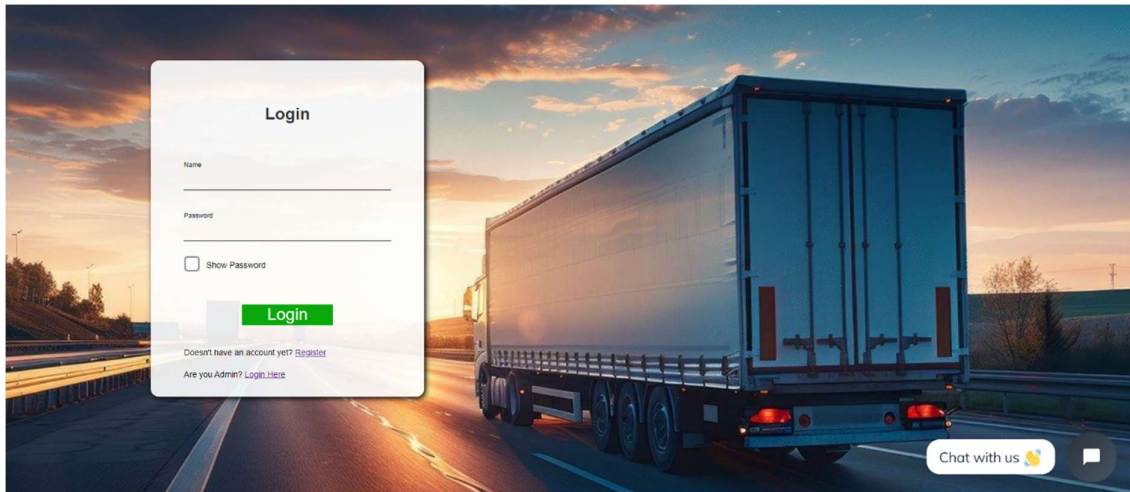 Login
Name
Password
Show Password
Login
Doesn't have an account yet? Register
Are you Admin? Login Here
Chat with us 👋